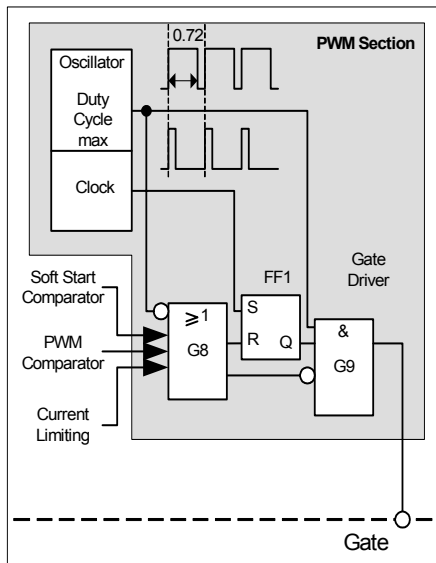 0.72
PWM Section
Oscillator
Duty
Cycle
max
Clock
Gate
Driver
FF1
Soft Start
Comparator
PWM
Comparator
Current
Limiting
≥1
G8
S
R
Q
&
G9
Gate